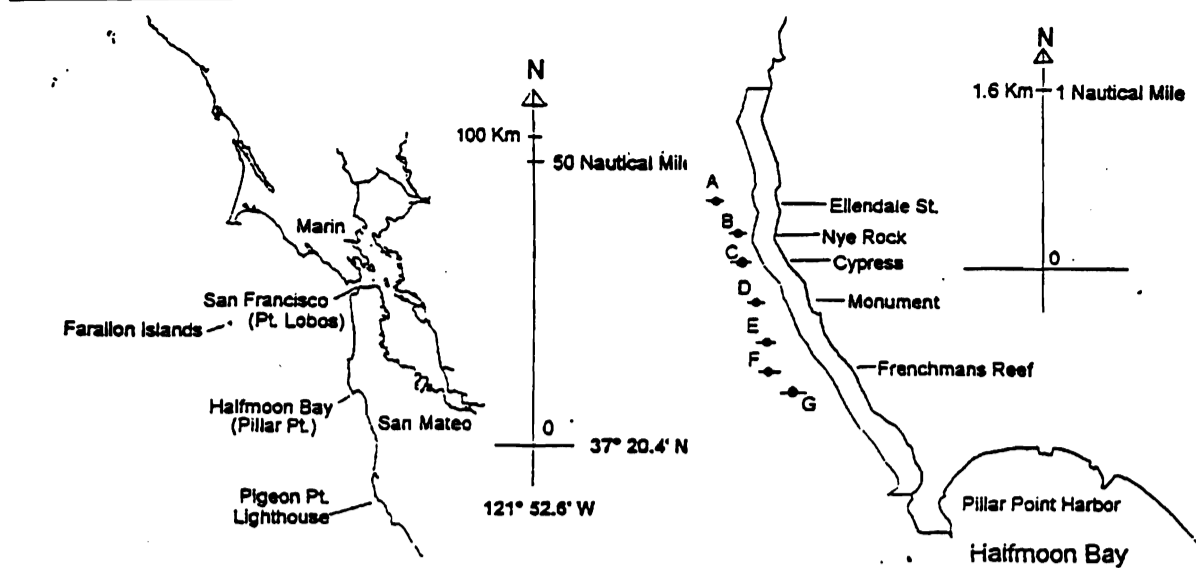 N
100 Km
50 Nautical Mil
Marin
San Francisco
(Pt. Lobos)
Farallon Islands
Halfmoon Bay
(Pillar Pt.)
San Mateo
0
37° 20.4' N
Pigeon Pt.
Lighthouse
121° 52.6' W
N
1.6 Km
1 Nautical Mile
A
B
C
D
E
F
G
Ellendale St.
Nye Rock
Cypress
Monument
Frenchmans Reef
0
Pillar Point Harbor
Halfmoon Bay